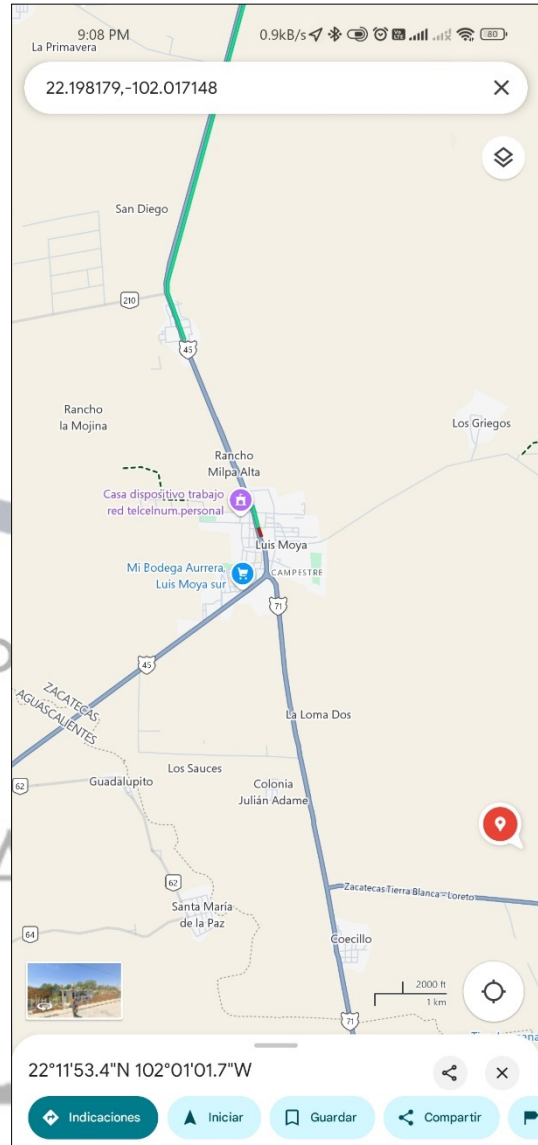 9:08 PM
0.9kB/s
80
La Primavera
22.198179,-102.017148
San Diego
210
45
Rancho
la Mojina
Los Griegos
Rancho
Milpa Alta
Casa dispositivo trabajo
red telcelnum.personal
Luis Moya
Mi Bodega Aurrera,
Luis Moya sur
CAMPESTRE
71
45
ZACATECAS
AGUASCALIENTES
La Loma Dos
Los Sauces
62
Guadalupito
Colonia
Julián Adame
62
Zacatecas Tierra Blanca - Loreto
Santa María
de la Paz
64
Coecillo
2000 ft
1 km
71
22°11'53.4"N 102°01'01.7"W
Indicaciones
Iniciar
Guardar
Compartir